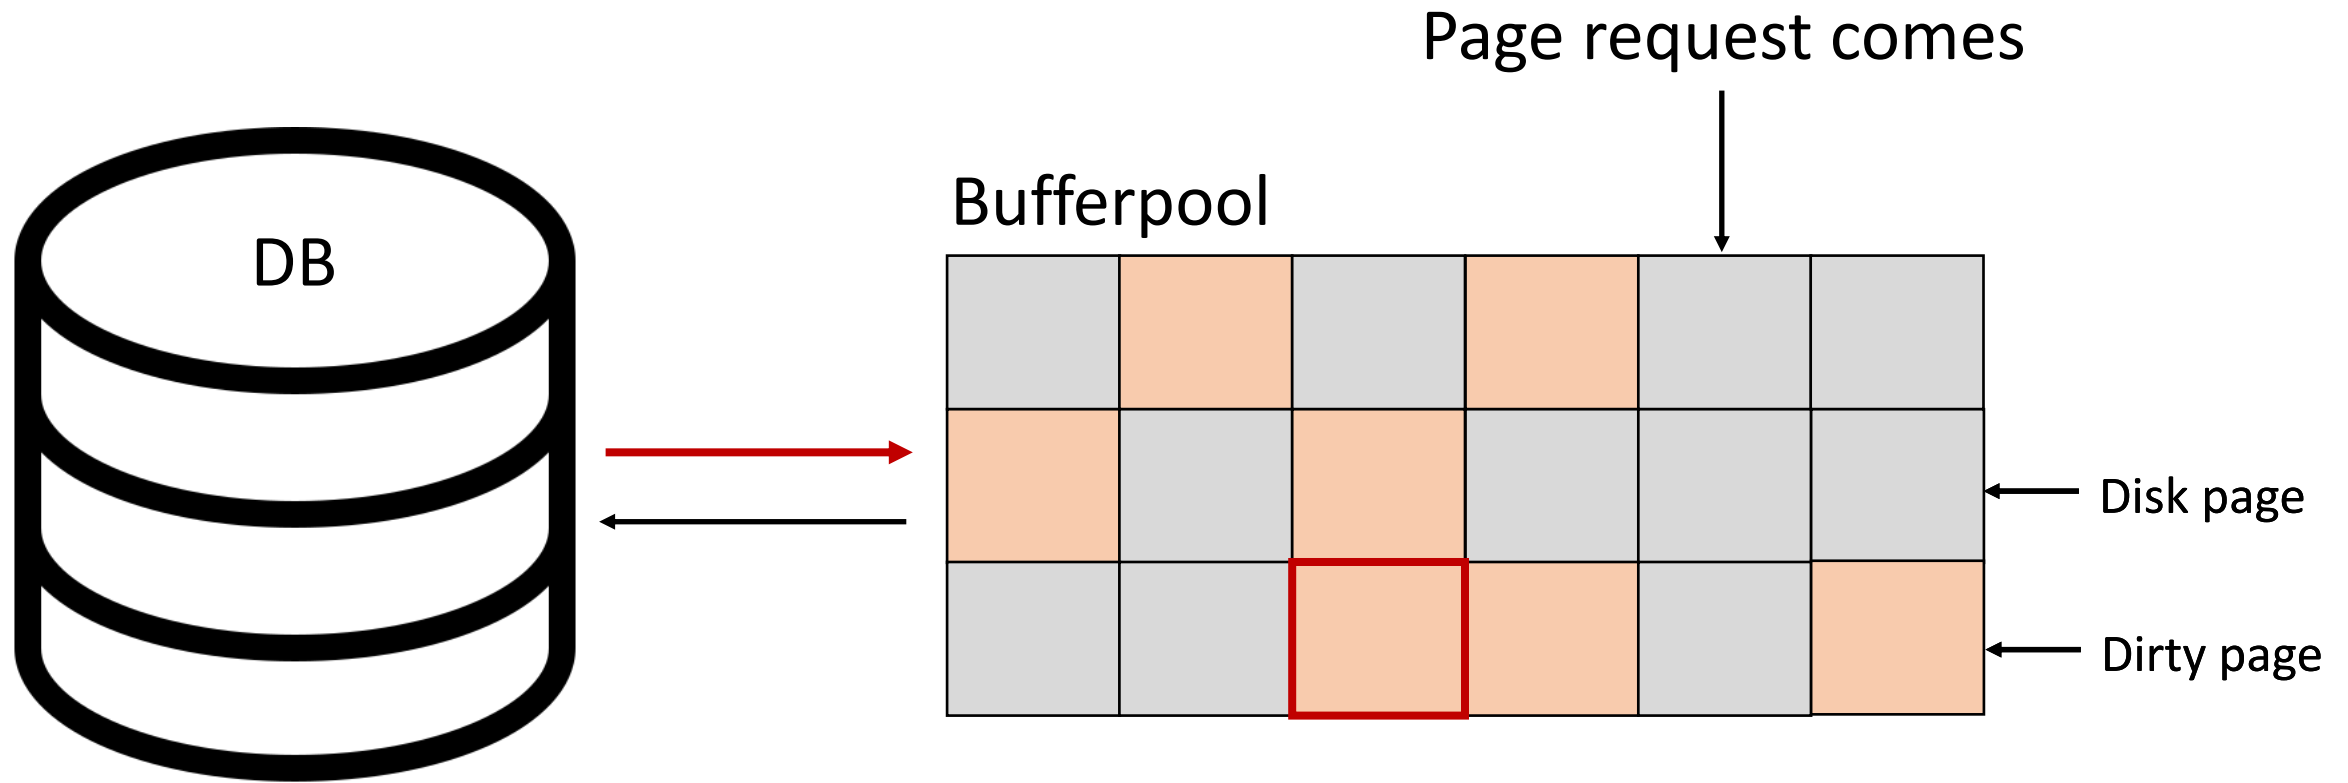 Page request comes
Bufferpool
DB
Disk page
Dirty page